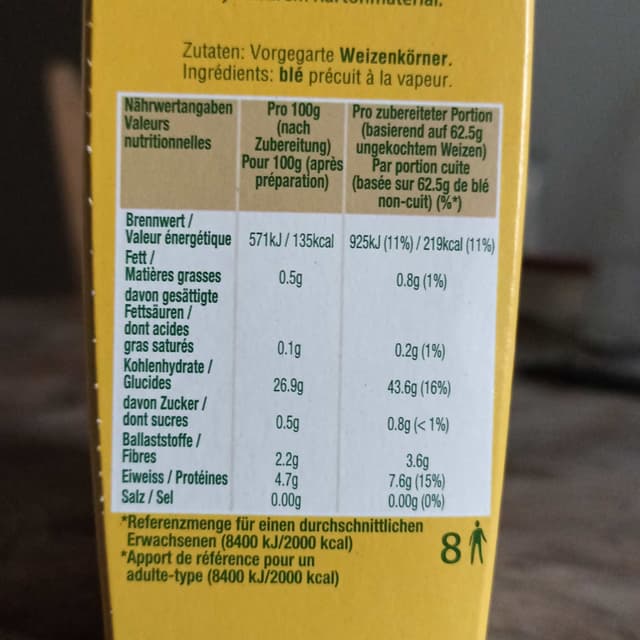 Kartonmaterial.
Zutaten: Vorgegarte Weizenkörner.
Ingrédients: blé précuit à la vapeur.
Nährwertangaben
Valeurs
nutritionnelles
Pro 100g
(nach
Zubereitung)
Pour 100g (après
préparation)
Pro zubereiteter Portion
(basierend auf 62.5g
ungekochtem Weizen)
Par portion cuite
(basée sur 62.5g de blé
non-cuit) (%*)
Brennwert /
Valeur énergétique 571kJ / 135kcal 925kJ (11%) / 219kcal (11%)
Fett /
Matières grasses 0.5g 0.8g (1%)
davon gesättigte
Fettsäuren /
dont acides
gras saturés 0.1g 0.2g (1%)
Kohlenhydrate /
Glucides 26.9g 43.6g (16%)
davon Zucker /
dont sucres 0.5g 0.8g (< 1%)
Ballaststoffe /
Fibres 2.2g 3.6g
Eiweiss / Protéines 4.7g 7.6g (15%)
Salz / Sel 0.00g 0.00g (0%)
*Referenzmenge für einen durchschnittlichen
Erwachsenen (8400 kJ/2000 kcal)
*Apport de référence pour un
adulte-type (8400 kJ/2000 kcal)
8